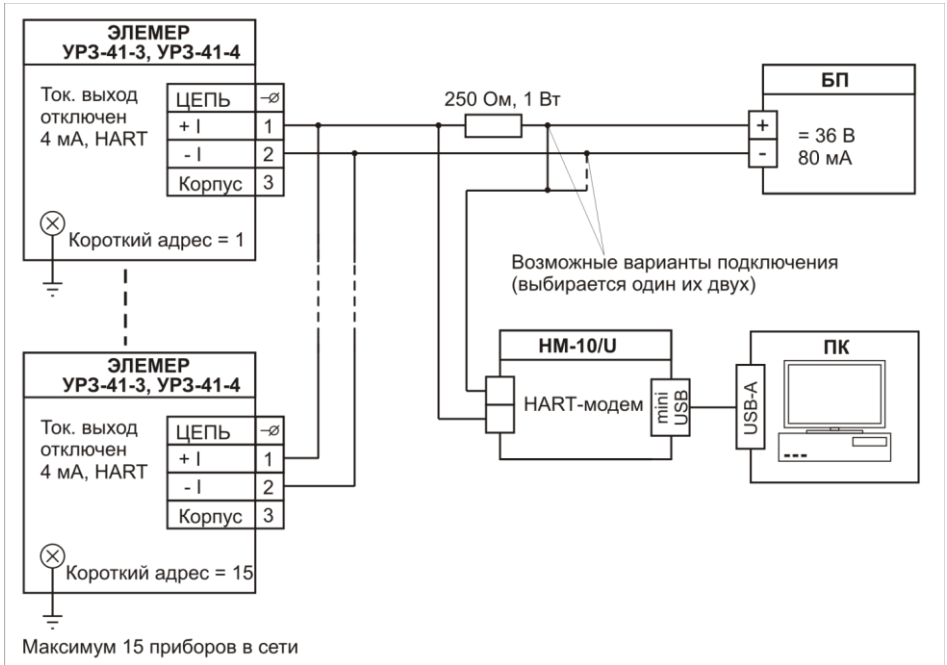 ЭЛЕМЕР
УРЗ-41-3, УРЗ-41-4
Ток. выход
отключен
4 мА, HART
ЦЕПЬ
+ I 1
- I 2
Корпус 3
Короткий адрес = 1
250 Ом, 1 Вт
БП
+
-
= 36 В
80 мА
Возможные варианты подключения
(выбирается один их двух)
ЭЛЕМЕР
УРЗ-41-3, УРЗ-41-4
Ток. выход
отключен
4 мА, HART
ЦЕПЬ
+ I 1
- I 2
Корпус 3
Короткий адрес = 15
HM-10/U
HART-модем
mini
USB
USB-A
ПК
Максимум 15 приборов в сети